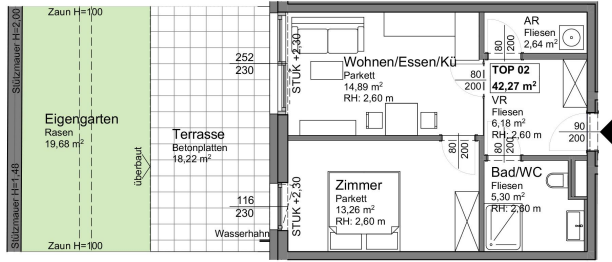 Zaun H=100
Stützmauer H=2,00
Stützmauer H=1,48
Eigengarten
Rasen
19,68 m²
Zaun H=100
überbaut
Terrasse
Betonplatten
18,22 m²
252
230
116
230
Wasserhahn
STUK +2,30
STUK +2,30
Wohnen/Essen/Kü
Parkett
14,89 m²
RH: 2,60 m
80
200
Zimmer
Parkett
13,26 m²
RH: 2,60 m
80
200
AR
Fliesen
2,64 m²
80
200
TOP 02
42,27 m²
VR
Fliesen
6,18 m²
RH: 2,60 m
90
200
80
200
Bad/WC
Fliesen
5,30 m²
RH: 2,60 m